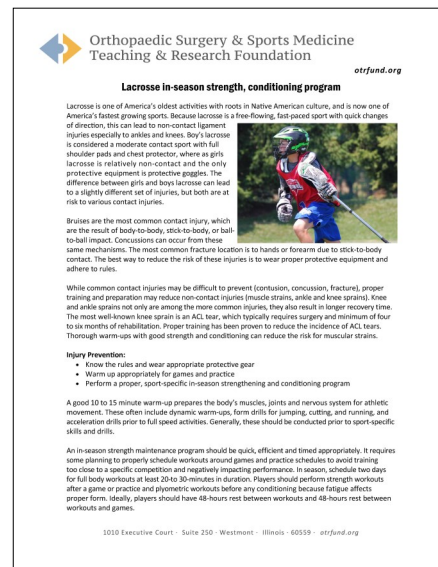 Orthopaedic Surgery & Sports Medicine
Teaching & Research Foundation
otrfund.org
Lacrosse in-season strength, conditioning program
Lacrosse is one of America's oldest activities with roots in Native American culture, and is now one of
America's fastest growing sports. Because lacrosse is a free-flowing, fast-paced sport with quick changes
of direction, this can lead to non-contact ligament
injuries especially to ankles and knees. Boy's lacrosse
is considered a moderate contact sport with full
shoulder pads and chest protector, where as girls
lacrosse is relatively non-contact and the only
protective equipment is protective goggles. The
difference between girls and boys lacrosse can lead
to a slightly different set of injuries, but both are at
risk to various contact injuries.
Bruises are the most common contact injury, which
are the result of body-to-body, stick-to-body, or ball-
to-ball impact. Concussions can occur from these
same mechanisms. The most common fracture location is to hands or forearm due to stick-to-body
contact. The best way to reduce the risk of these injuries is to wear proper protective equipment and
adhere to rules.
While common contact injuries may be difficult to prevent (contusion, concussion, fracture), proper
training and preparation may reduce non-contact injuries (muscle strains, ankle and knee sprains). Knee
and ankle sprains not only are among the more common injuries, they also result in longer recovery time.
The most well-known knee sprain is an ACL tear, which typically requires surgery and minimum of four
to six months of rehabilitation. Proper training has been proven to reduce the incidence of ACL tears.
Thorough warm-ups with good strength and conditioning can reduce the risk for muscular strains.
Injury Prevention:
• Know the rules and wear appropriate protective gear
• Warm up appropriately for games and practice
• Perform a proper, sport-specific in-season strengthening and conditioning program
A good 10 to 15 minute warm-up prepares the body's muscles, joints and nervous system for athletic
movement. These often include dynamic warm-ups, form drills for jumping, cutting, and running, and
acceleration drills prior to full speed activities. Generally, these should be conducted prior to sport-specific
skills and drills.
An in-season strength maintenance program should be quick, efficient and timed appropriately. It requires
some planning to properly schedule workouts around games and practice schedules to avoid training
too close to a specific competition and negatively impacting performance. In season, schedule two days
for full body workouts at least 20-to 30-minutes in duration. Players should perform strength workouts
after a game or practice and plyometric workouts before any conditioning because fatigue affects
proper form. Ideally, players should have 48-hours rest between workouts and 48-hours rest between
workouts and games.
1010 Executive Court · Suite 250 · Westmont · Illinois · 60559 · otrfund.org